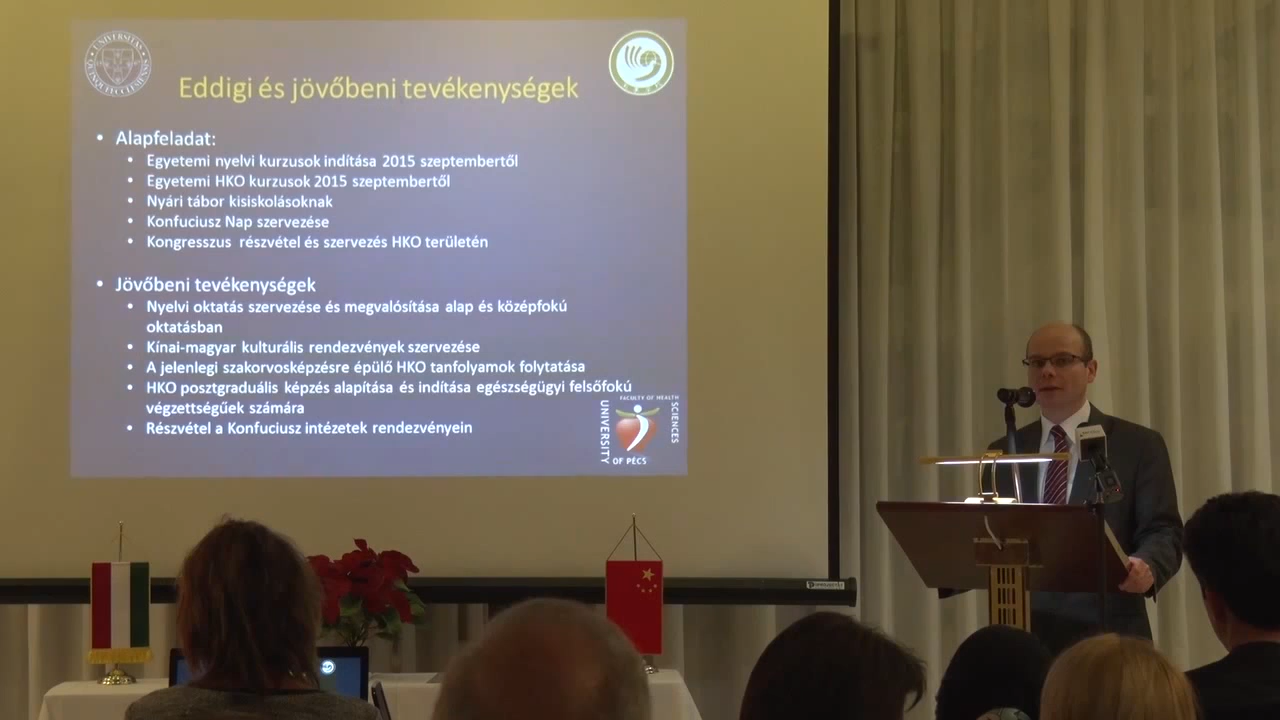 Eddigi és jövőbeni tevékenységek
• Alapfeladat:
• Egyetemi nyelvi kurzusok indítása 2015 szeptembertől
• Egyetemi HKO kurzusok 2015 szeptembertől
• Nyári tábor kisiskolásoknak
• Konfuciusz Nap szervezése
• Kongresszus részvétel és szervezés HKO területén
• Jövőbeni tevékenységek
• Nyelvi oktatás szervezése és megvalósítása alap és középfokú
oktatásban
• Kínai-magyar kulturális rendezvények szervezése
• A jelenlegi szakorvosképzésre épülő HKO tanfolyamok folytatása
• HKO posztgraduális képzés alapítása és indítása egészségügyi felsőfokú
végzettségűek számára
• Részvétel a Konfuciusz intézetek rendezvényein
FACULTY OF HEALTH
SCIENCES
UNIVERSITY
OF PÉCS